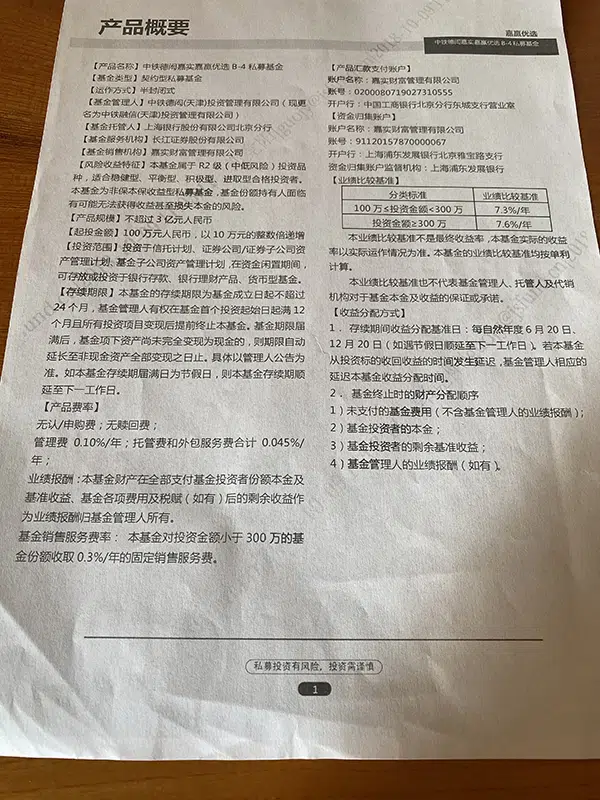 产品概要
嘉赢优选
中铁德闳嘉实嘉赢优选 B-4 私募基金
【产品名称】中铁德闳嘉实嘉赢优选 B-4 私募基金
【基金类型】契约型私募基金
【运作方式】半封闭式
【基金管理人】中铁德闳(天津)投资管理有限公司（现更
名为中铁融信(天津)投资管理有限公司）
【基金托管人】上海银行股份有限公司北京分行
【基金服务机构】长江证券股份有限公司
【基金销售机构】嘉实财富管理有限公司
【风险收益特征】本基金属于 R2 级（中低风险）投资品
种，适合稳健型、平衡型、积极型、进取型合格投资者。
本基金为非保本保收益型私募基金，基金份额持有人面临
有可能无法获得收益甚至损失本金的风险。
【产品规模】不超过 3 亿元人民币
【起投金额】100 万元人民币，以 10 万元的整数倍递增
【投资范围】投资于信托计划、证券公司/证券子公司资
产管理计划、基金子公司资产管理计划，在资金闲置期间，
可存放或投资于银行存款、银行理财产品、货币型基金。
【存续期限】本基金的存续期限为基金成立日起不超过
24 个月，基金管理人有权在基金首个投资起始日起满 12
个月且所有投资项目变现后提前终止本基金。基金期限届
满后，基金项下资产尚未完全变现为现金的，则期限自动
延长至非现金资产全部变现之日止。具体以管理人公告为
准。如本基金存续期届满日为节假日，则本基金存续期顺
延至下一工作日。
【产品费率】
无认/申购费；无赎回费；
管理费 0.10%/年；托管费和外包服务费合计 0.045%/
年；
业绩报酬：本基金财产在全部支付基金投资者份额本金及
基准收益、基金各项费用及税赋（如有）后的剩余收益作
为业绩报酬归基金管理人所有。
基金销售服务费率： 本基金对投资金额小于 300 万的基
金份额收取 0.3%/年的固定销售服务费。
【产品汇款支付账户】
账户名称：嘉实财富管理有限公司
账号：0200080719027310555
开户行：中国工商银行北京分行东城支行营业室
【资金归集账户】
账户名称：嘉实财富管理有限公司
账号：91120157870000067
开户行：上海浦东发展银行北京雅宝路支行
资金归集账户监督机构：上海浦东发展银行
【业绩比较基准】
分类标准 业绩比较基准
100 万≤投资金额<300 万 7.3%/年
投资金额≥300 万 7.6%/年
本业绩比较基准不是最终收益率，本基金实际的收益
率以实际运作情况为准。本基金的业绩比较基准均按单利
计算。
本业绩比较基准也不代表基金管理人、托管人及代销
机构对于基金本金及收益的保证或承诺。
【收益分配方式】
1．存续期间收益分配基准日：每自然年度 6 月 20 日、
12 月 20 日（如遇节假日顺延至下一工作日）。若本基金
从投资标的收回收益的时间发生延迟，基金管理人相应的
延迟本基金收益分配时间。
2．基金终止时的财产分配顺序
1）未支付的基金费用（不含基金管理人的业绩报酬）；
2）基金投资者的本金；
3）基金投资者的剩余基准收益；
4）基金管理人的业绩报酬（如有）。
私募投资有风险，投资需谨慎
1